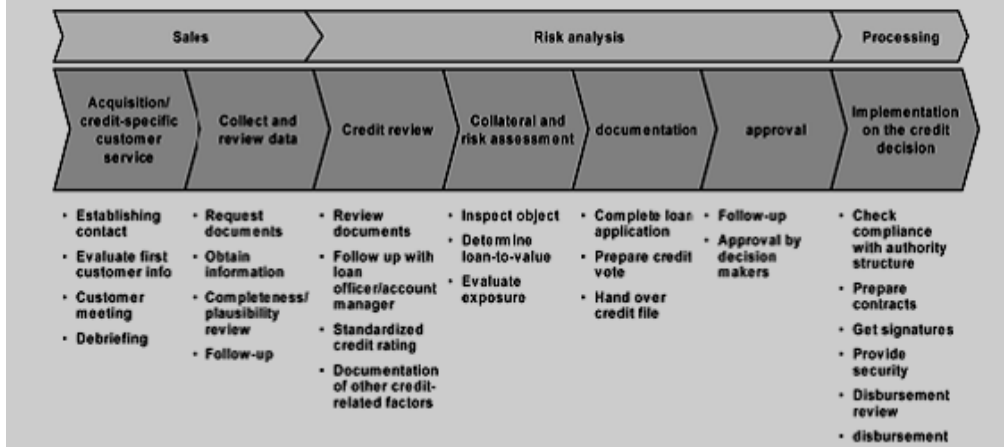 Sales
Risk analysis
Processing
Acquisition/
credit-specific
customer
service
Collect and
review data
Credit review
Collateral and
risk assessment
documentation
approval
Implementation
on the credit
decision
• Establishing
contact
• Evaluate first
customer info
• Customer
meeting
• Debriefing
• Request
documents
• Obtain
information
• Completeness/
plausibility
review
• Follow-up
• Review
documents
• Follow up with
loan
officer/account
manager
• Standardized
credit rating
• Documentation
of other credit-
related factors
• Inspect object
• Determine
loan-to-value
• Evaluate
exposure
• Complete loan
application
• Prepare credit
vote
• Hand over
credit file
• Follow-up
• Approval by
decision
makers
• Check
compliance
with authority
structure
• Prepare
contracts
• Get signatures
• Provide
security
• Disbursement
review
• disbursement